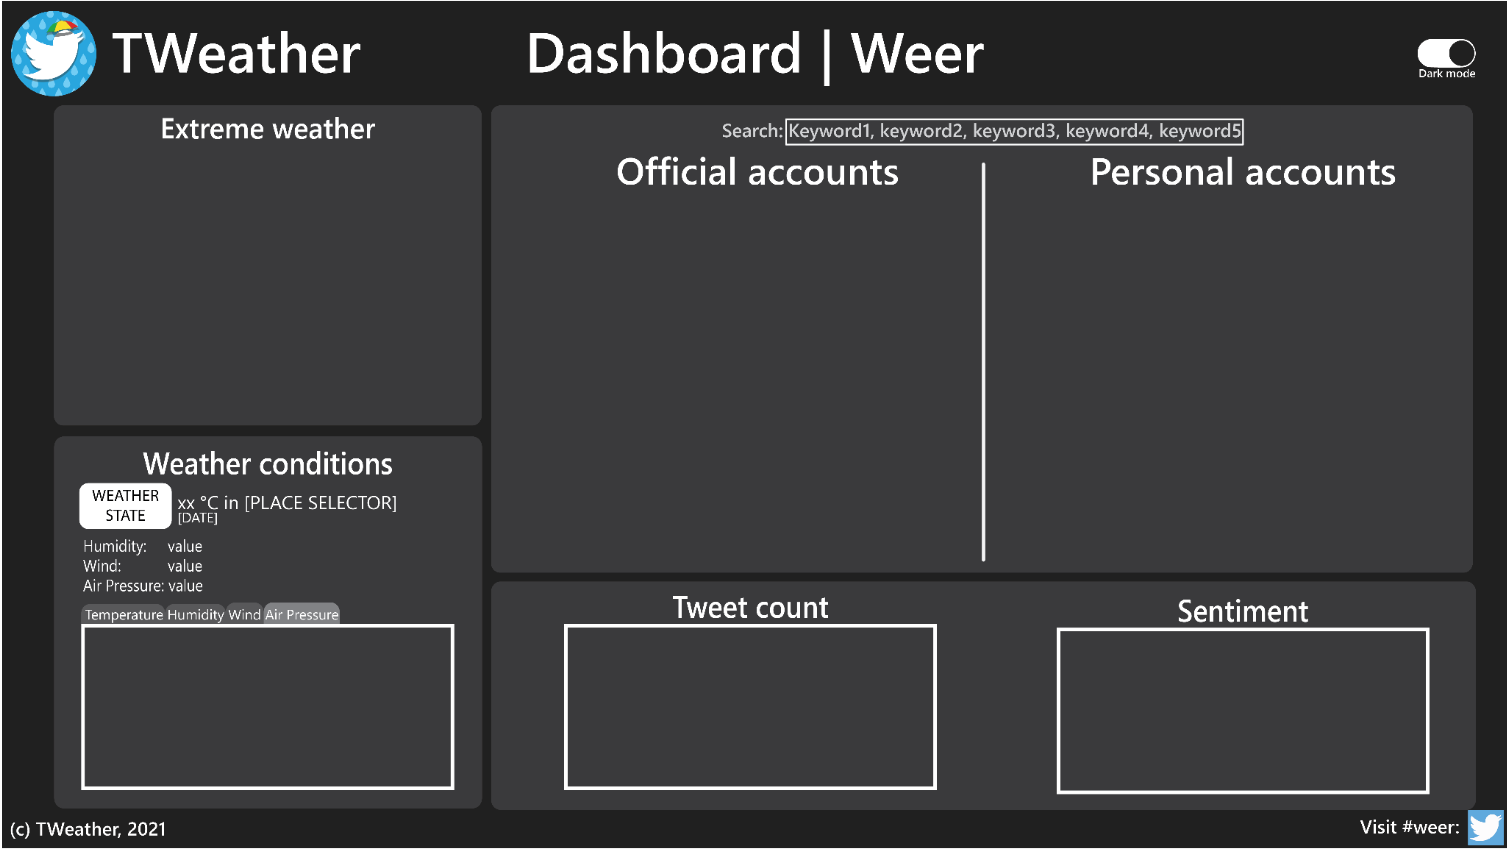 TWeather
Dashboard | Weer
Dark mode
Extreme weather
Search: Keyword1, keyword2, keyword3, keyword4, keyword5
Official accounts
Personal accounts
Weather conditions
WEATHER
STATE
xx °C in [PLACE SELECTOR]
[DATE]
Humidity: value
Wind: value
Air Pressure: value
Temperature Humidity Wind Air Pressure
Tweet count
Sentiment
(c) TWeather, 2021
Visit #weer: